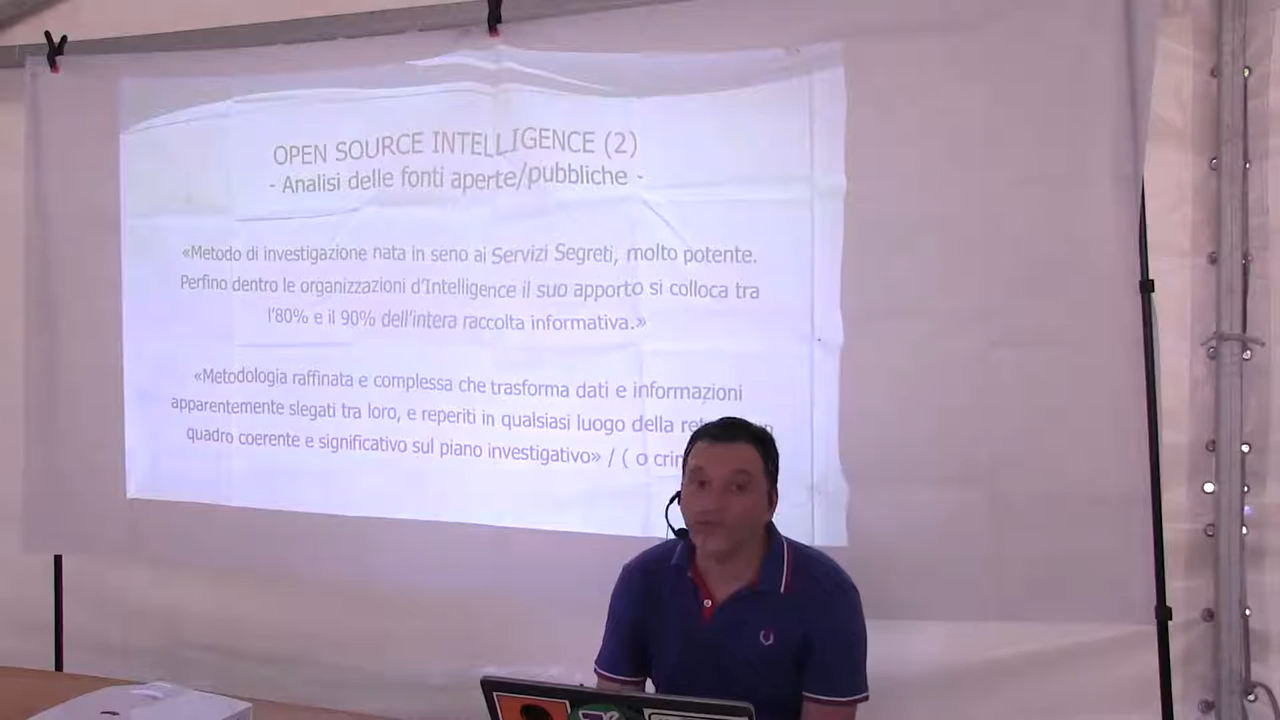 OPEN SOURCE INTELLIGENCE (2)
- Analisi delle fonti aperte/pubbliche -
«Metodo di investigazione nata in seno ai Servizi Segreti, molto potente.
Perfino dentro le organizzazioni d'Intelligence il suo apporto si colloca tra
l'80% e il 90% dell'intera raccolta informativa.»
«Metodologia raffinata e complessa che trasforma dati e informazioni
apparentemente slegati tra loro, e reperiti in qualsiasi luogo della
quadro coerente e significativo sul piano investigativo» / ( o